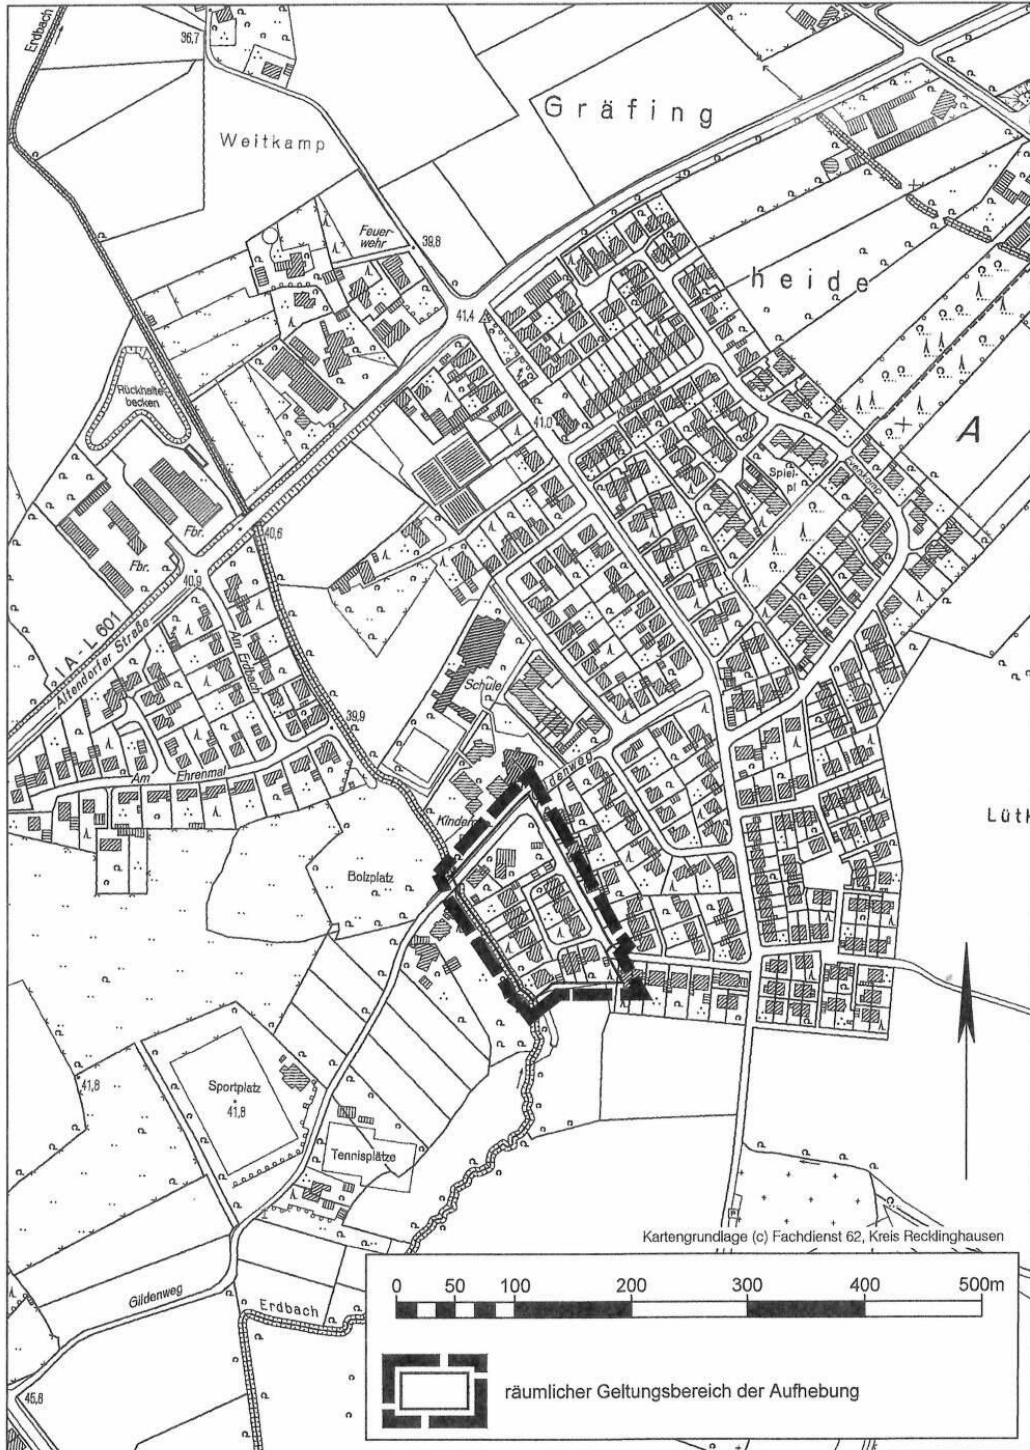 Erdbach
36,7
Gräfing
Weitkamp
Feuer-
wehr
39,8
heide
41,4
Rückhalte
becken
41,0
A
Spiel-
pl
Fbr.
40,6
Fbr.
40,9
1A - L 601
Altendorfer Straße
Am Erdbach
Schule
39,9
Am Ehrenmal
denweg
Lüth
Kinder
Bolzplatz
41,8
Sportplatz
41,8
Tennisplätze
Kartengrundlage (c) Fachdienst 62, Kreis Recklinghausen
Gildenweg
Erdbach
0 50 100 200 300 400 500m
räumlicher Geltungsbereich der Aufhebung
45,8